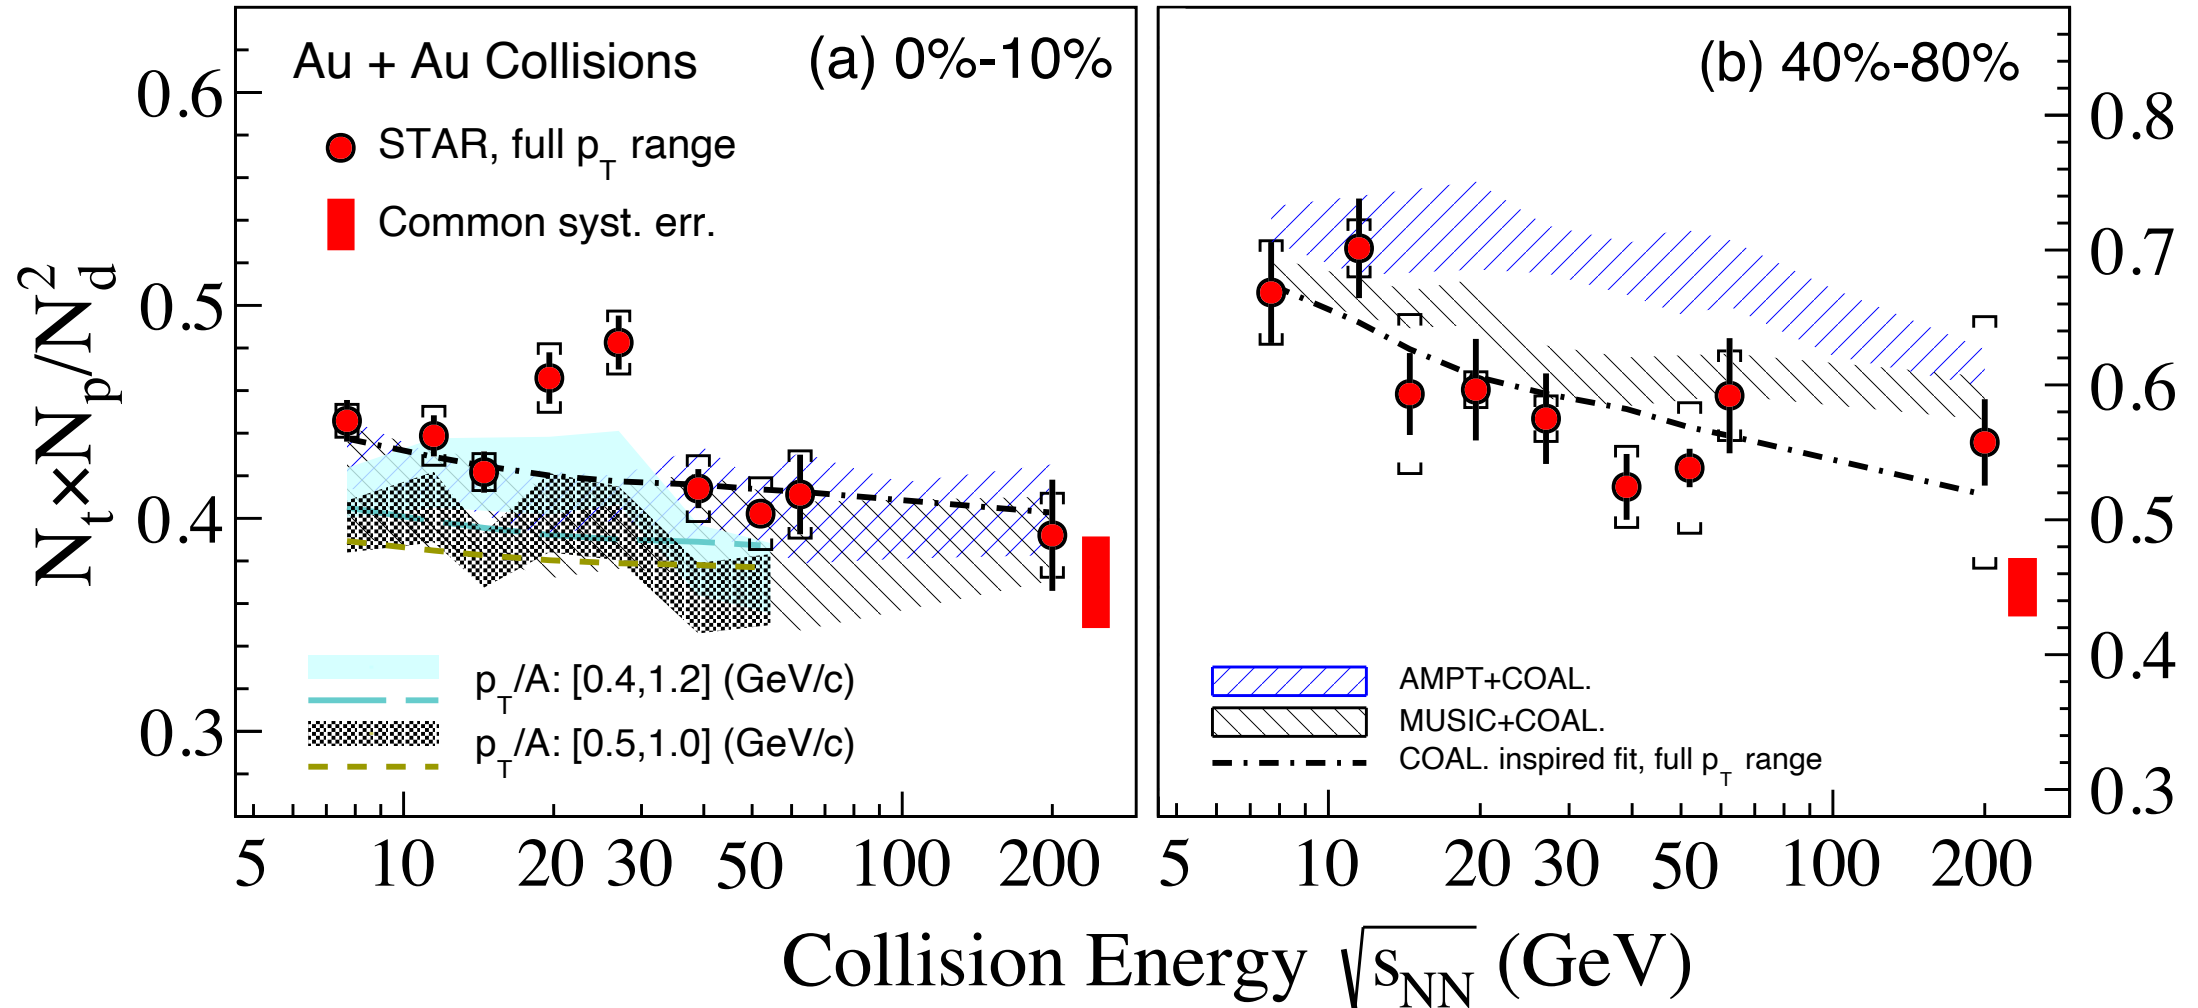 Au + Au Collisions
(a) 0%-10%
STAR, full p_T range
Common syst. err.
0.6
0.5
0.4
0.3
N_t×N_p/N_d^2
p_T/A: [0.4,1.2] (GeV/c)
p_T/A: [0.5,1.0] (GeV/c)
5 10 20 30 50 100 200
(b) 40%-80%
0.8
0.7
0.6
0.5
0.4
0.3
AMPT+COAL.
MUSIC+COAL.
COAL. inspired fit, full p_T range
5 10 20 30 50 100 200
Collision Energy √s_NN (GeV)